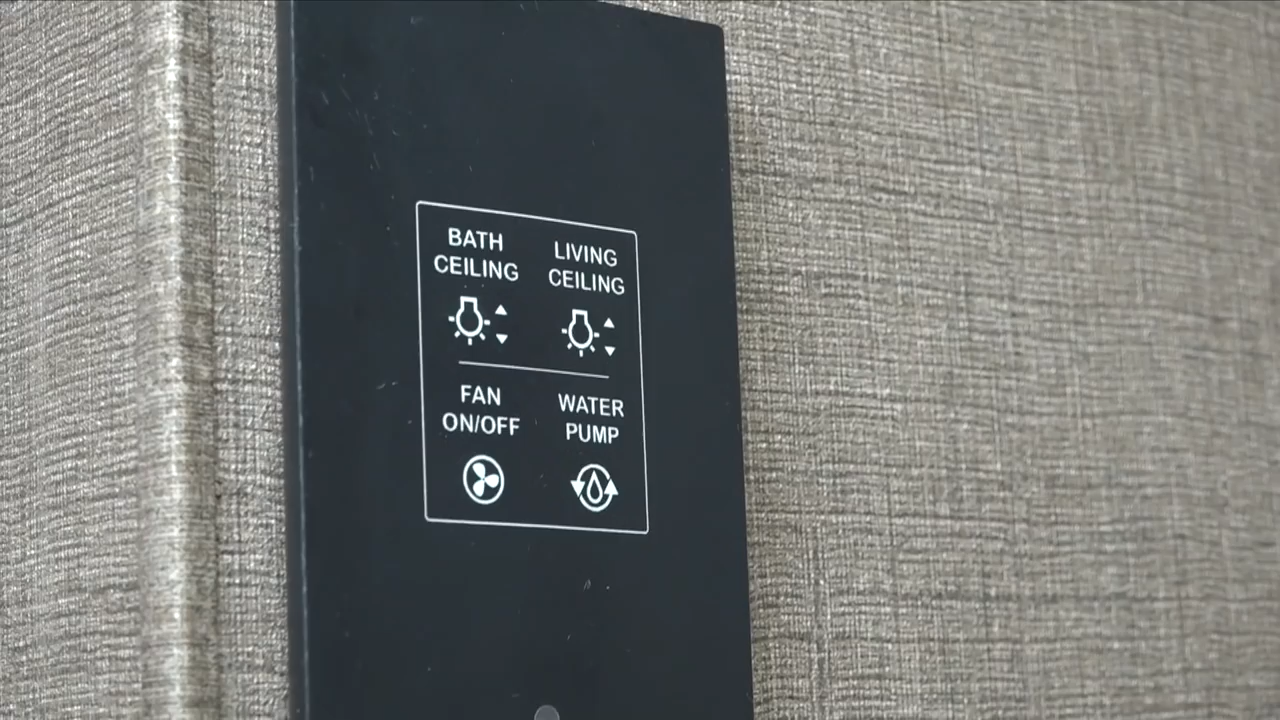 BATH
CEILING
LIVING
CEILING
FAN
ON/OFF
WATER
PUMP